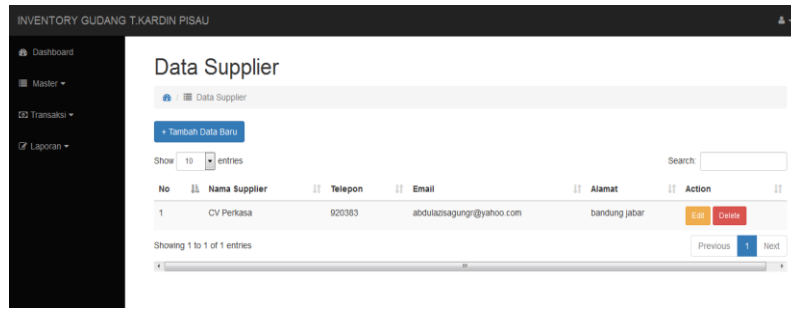 INVENTORY GUDANG T.KARDIN PISAU
Dashboard
Master
Transaksi
Laporan
Data Supplier
/ Data Supplier
+ Tambah Data Baru
Show 10 entries
Search:
No Nama Supplier Telepon Email Alamat Action
1 CV Perkasa 920383 abdulazisagungr@yahoo.com bandung jabar Edit Delete
Showing 1 to 1 of 1 entries
Previous 1 Next